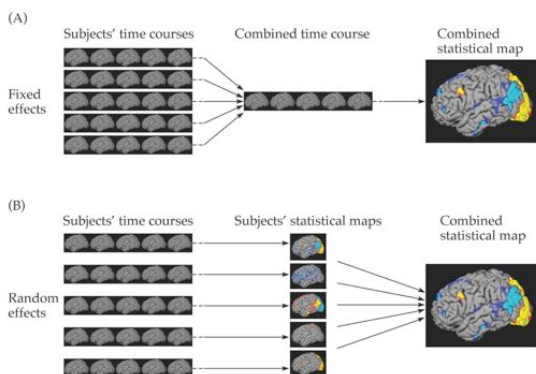 (A)
Subjects' time courses
Combined time course
Combined
statistical map
Fixed
effects
(B)
Subjects' time courses
Subjects' statistical maps
Combined
statistical map
Random
effects